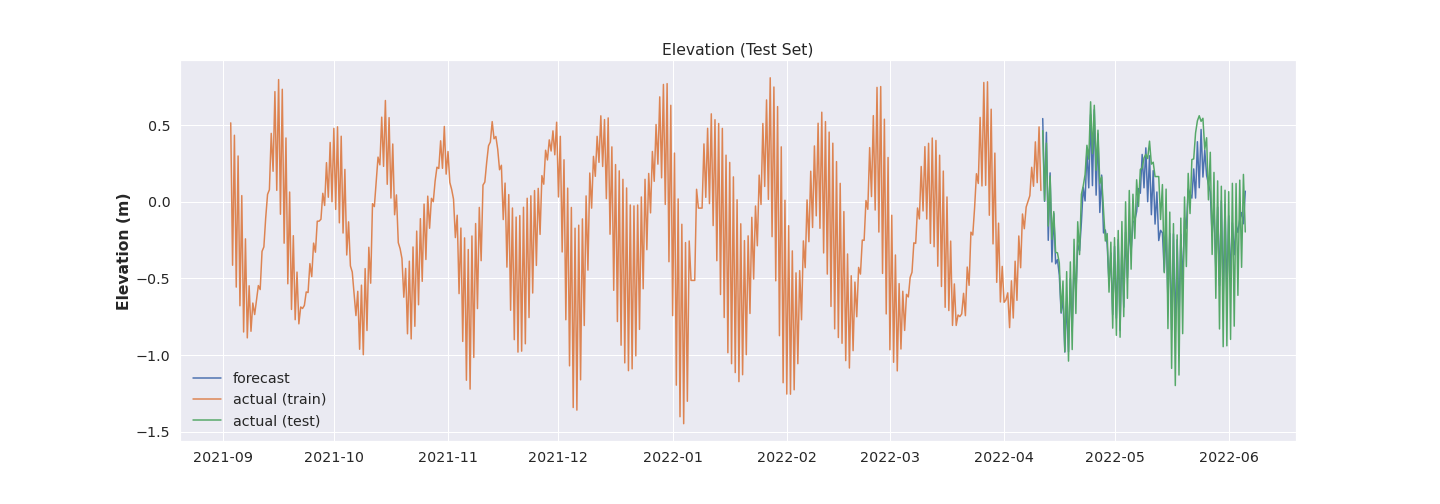 Elevation (Test Set)
Elevation (m)
0.5
0.0
−0.5
−1.0
−1.5
forecast
actual (train)
actual (test)
2021-09 2021-10 2021-11 2021-12 2022-01 2022-02 2022-03 2022-04 2022-05 2022-06